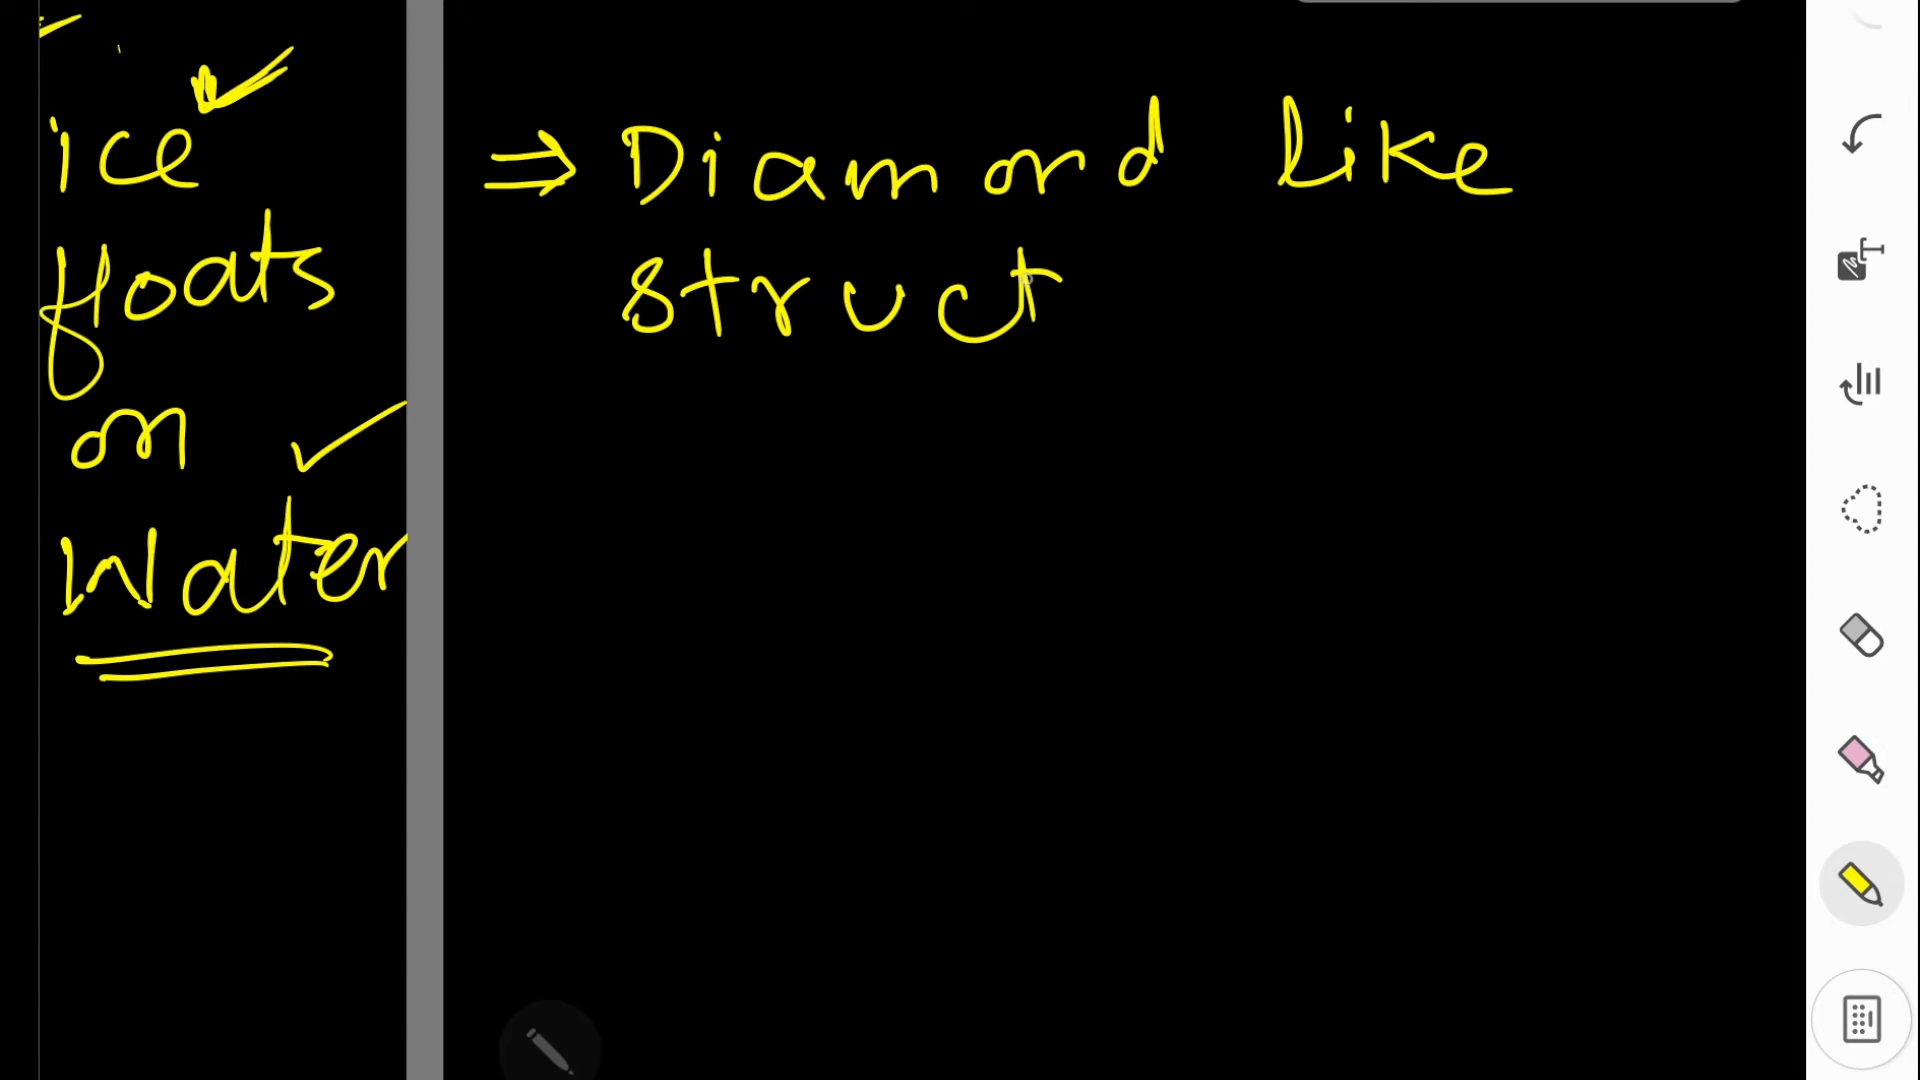 ice
floats
on
Water
⇒ Diamond like
struct